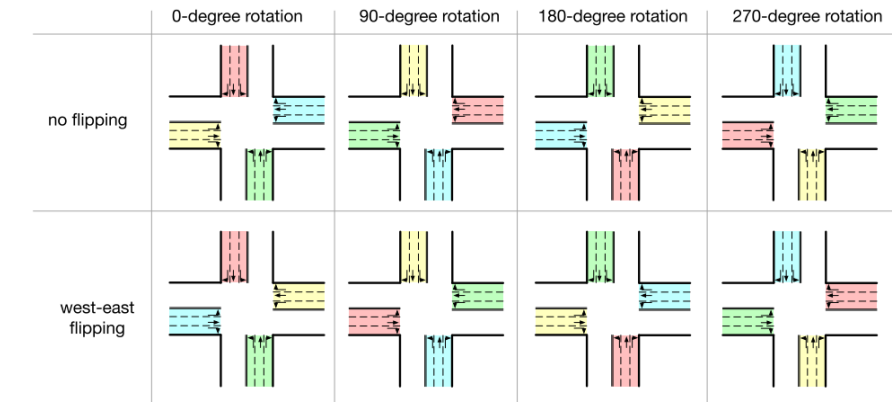 0-degree rotation
90-degree rotation
180-degree rotation
270-degree rotation
no flipping
west-east
flipping